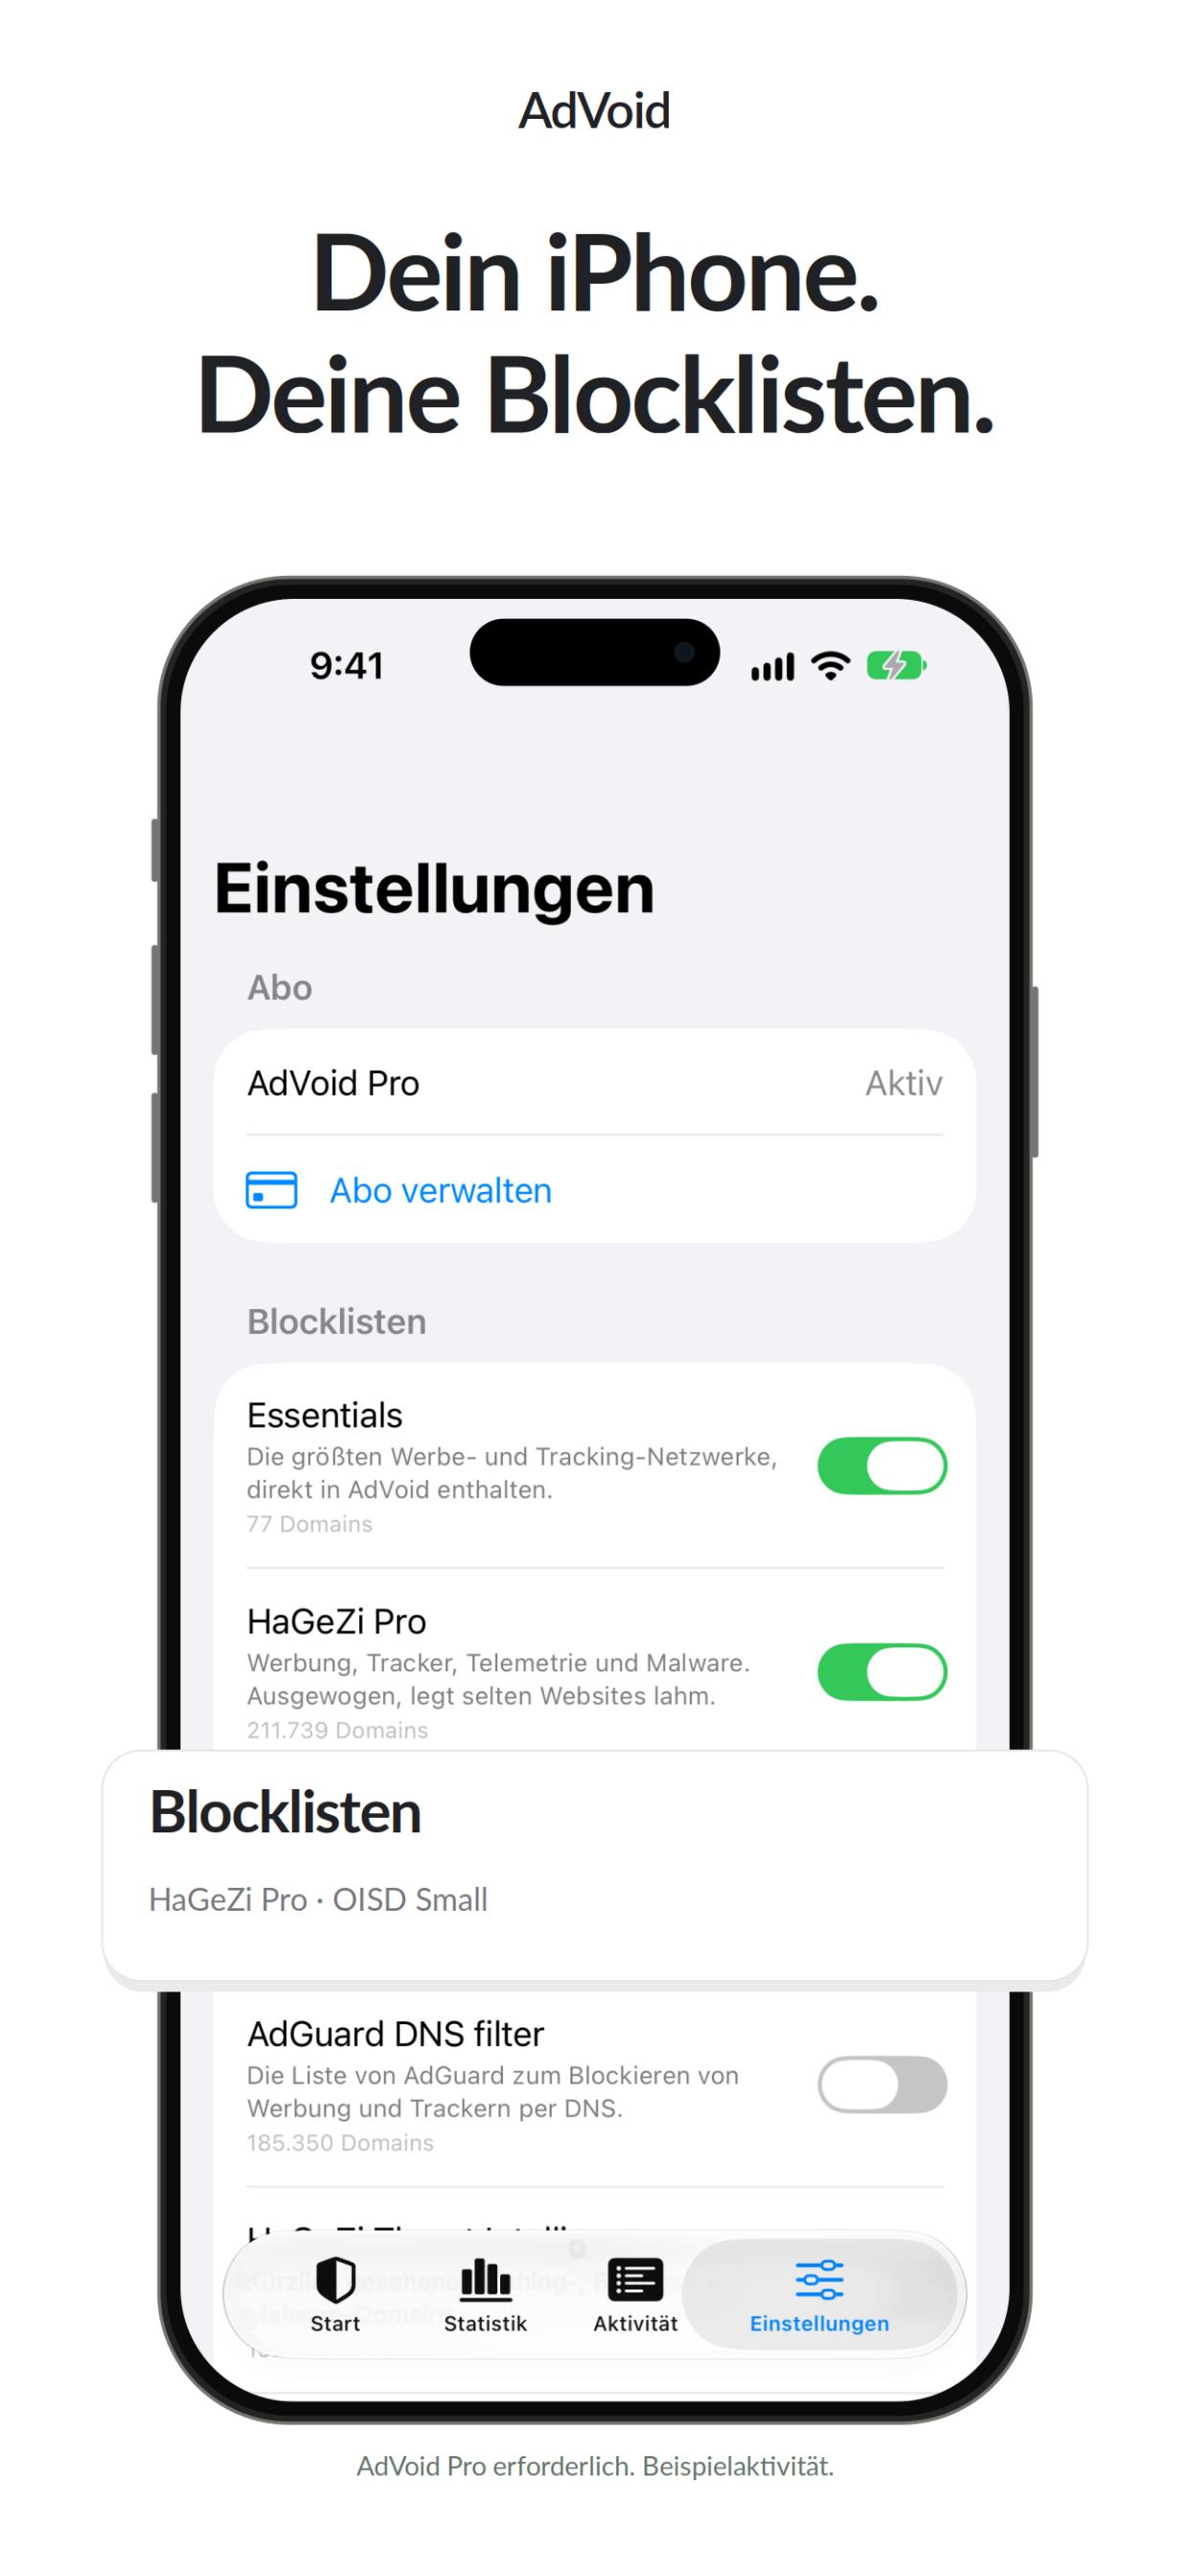 AdVoid
Dein iPhone.
Deine Blocklisten.
9:41
Einstellungen
Abo
AdVoid Pro
Aktiv
Abo verwalten
Blocklisten
Essentials
Die größten Werbe- und Tracking-Netzwerke,
direkt in AdVoid enthalten.
77 Domains
HaGeZi Pro
Werbung, Tracker, Telemetrie und Malware.
Ausgewogen, legt selten Websites lahm.
211.739 Domains
Blocklisten
HaGeZi Pro · OISD Small
AdGuard DNS filter
Die Liste von AdGuard zum Blockieren von
Werbung und Trackern per DNS.
185.350 Domains
Start
Statistik
Aktivität
Einstellungen
AdVoid Pro erforderlich. Beispielaktivität.